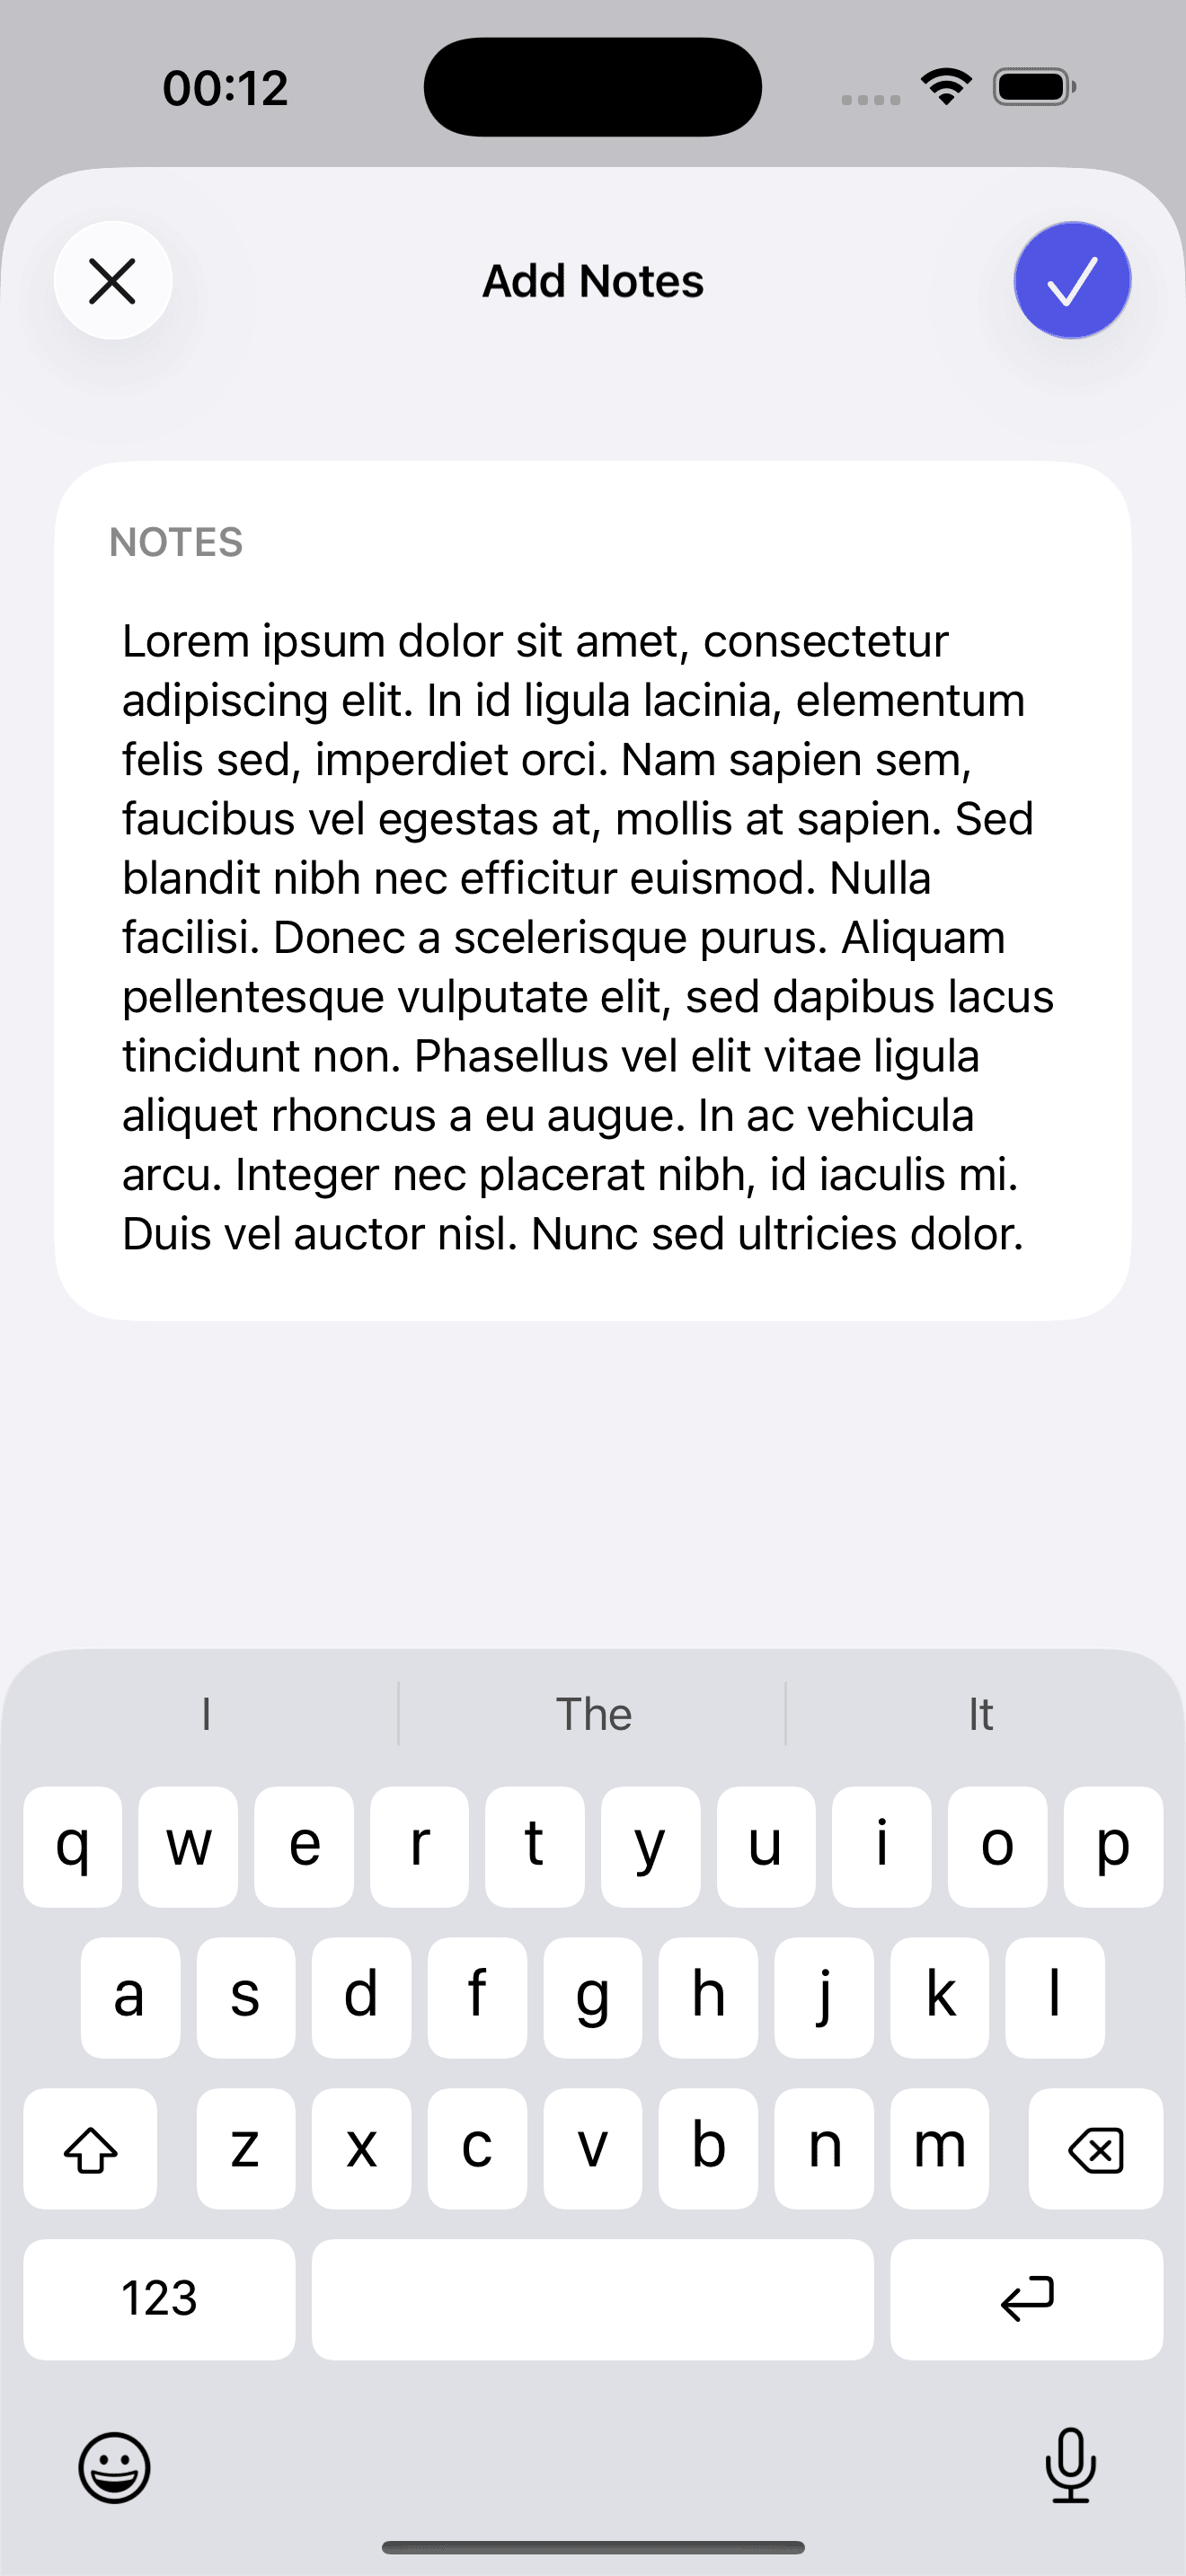 00:12
Add Notes
NOTES
Lorem ipsum dolor sit amet, consectetur
adipiscing elit. In id ligula lacinia, elementum
felis sed, imperdiet orci. Nam sapien sem,
faucibus vel egestas at, mollis at sapien. Sed
blandit nibh nec efficitur euismod. Nulla
facilisi. Donec a scelerisque purus. Aliquam
pellentesque vulputate elit, sed dapibus lacus
tincidunt non. Phasellus vel elit vitae ligula
aliquet rhoncus a eu augue. In ac vehicula
arcu. Integer nec placerat nibh, id iaculis mi.
Duis vel auctor nisl. Nunc sed ultricies dolor.
I The It
q w e r t y u i o p
a s d f g h j k l
z x c v b n m
123